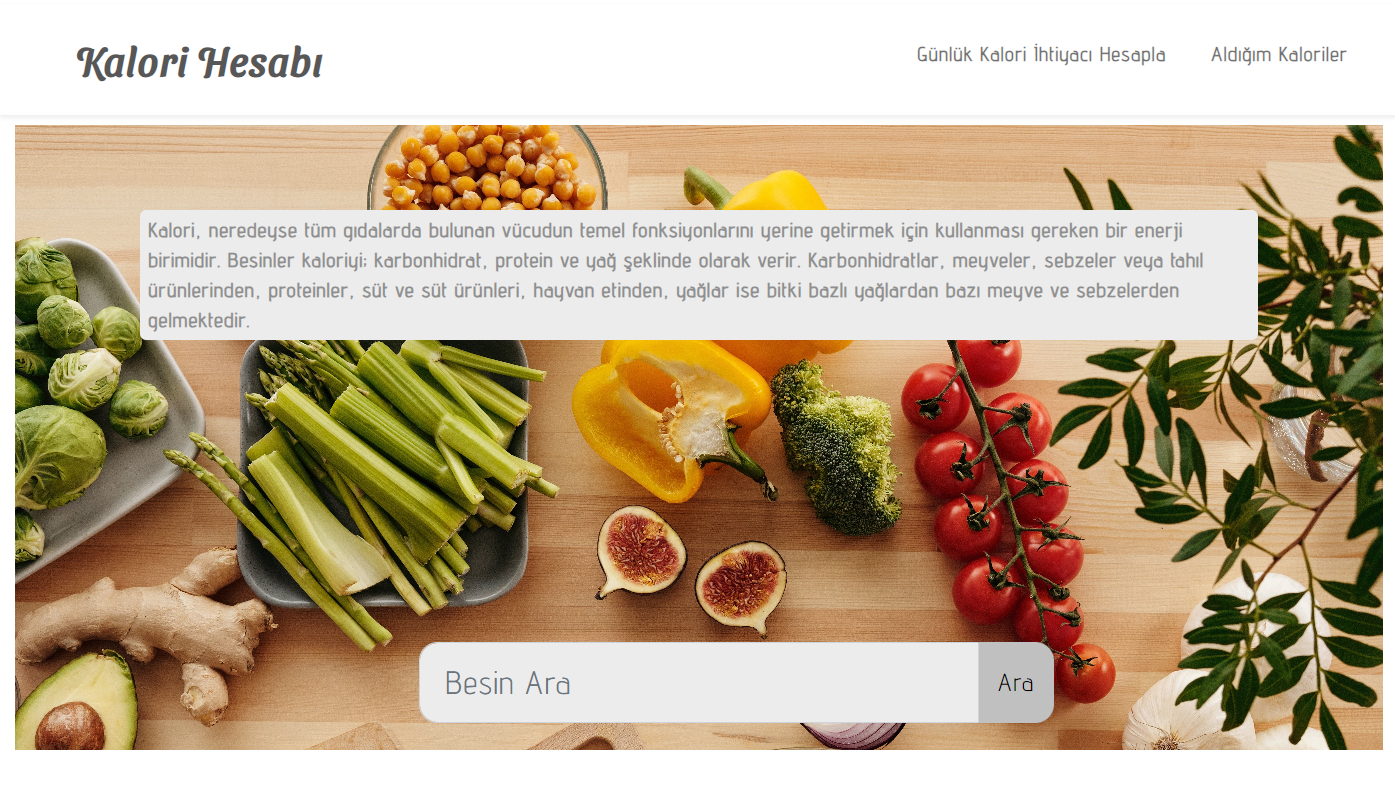 Kalori Hesabı
Günlük Kalori İhtiyacı Hesapla
Aldığım Kaloriler
Kalori, neredeyse tüm gıdalarda bulunan vücudun temel fonksiyonlarını yerine getirmek için kullanması gereken bir enerji
birimidir. Besinler kaloriyi; karbonhidrat, protein ve yağ şeklinde olarak verir. Karbonhidratlar, meyveler, sebzeler veya tahıl
ürünlerinden, proteinler, süt ve süt ürünleri, hayvan etinden, yağlar ise bitki bazlı yağlardan bazı meyve ve sebzelerden
gelmektedir.
Besin Ara
Ara